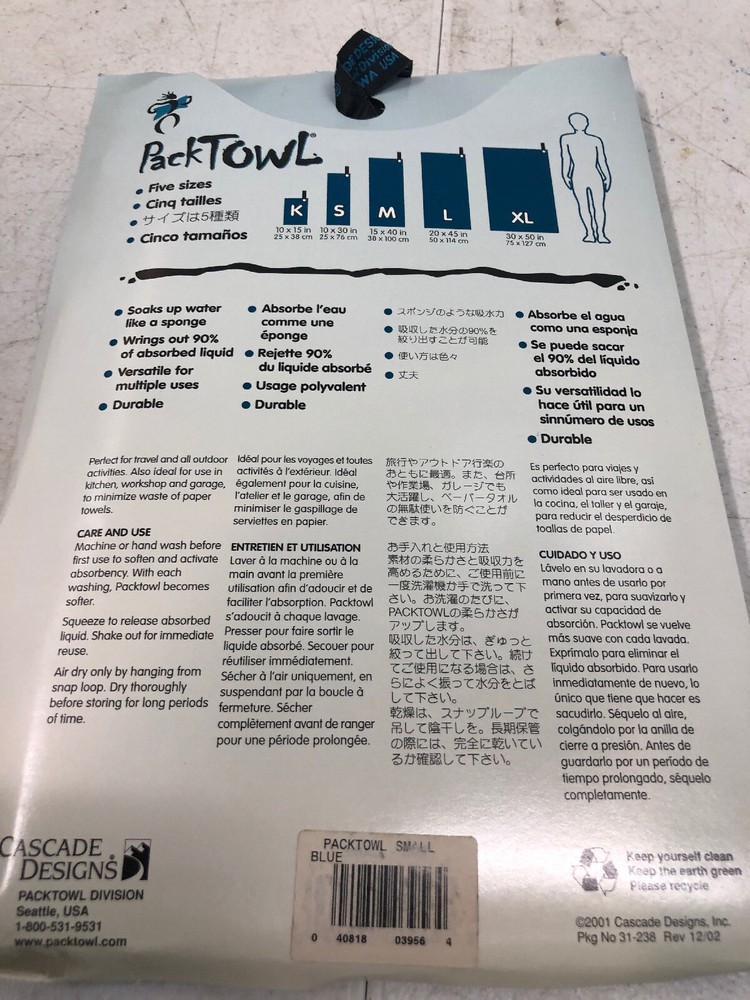 DESI
Divisio
WA USA
PackTOWL®
• Five sizes
• Cinq tailles
• サイズは5種類
• Cinco tamaños
K
S
M
L
XL
10 x 15 in
25 x 38 cm
10 x 30 in
25 x 76 cm
15 x 40 in
38 x 100 cm
20 x 45 in
50 x 114 cm
30 x 50 in
75 x 127 cm
• Soaks up water
like a sponge
• Wrings out 90%
of absorbed liquid
• Versatile for
multiple uses
• Durable
• Absorbe l'eau
comme une
éponge
• Rejette 90%
du liquide absorbé
• Usage polyvalent
• Durable
• スポンジのような吸水力
• 吸収した水分の90%を
絞り出すことが可能
• 使い方は色々
• 丈夫
• Absorbe el agua
como una esponja
• Se puede sacar
el 90% del líquido
absorbido
• Su versatilidad lo
hace útil para un
sinnúmero de usos
• Durable
Perfect for travel and all outdoor
activities. Also ideal for use in
kitchen, workshop and garage,
to minimize waste of paper
towels.
CARE AND USE
Machine or hand wash before
first use to soften and activate
absorbency. With each
washing, Packtowl becomes
softer.
Squeeze to release absorbed
liquid. Shake out for immediate
reuse.
Air dry only by hanging from
snap loop. Dry thoroughly
before storing for long periods
of time.
Idéal pour les voyages et toutes
activités à l'extérieur. Idéal
également pour la cuisine,
l'atelier et le garage, afin de
minimiser le gaspillage de
serviettes en papier.
ENTRETIEN ET UTILISATION
Laver à la machine ou à la
main avant la première
utilisation afin d'adoucir et de
faciliter l'absorption. Packtowl
s'adoucit à chaque lavage.
Presser pour faire sortir le
liquide absorbé. Secouer pour
réutiliser immédiatement.
Sécher à l'air uniquement, en
suspendant par la boucle à
fermeture. Sécher
complètement avant de ranger
pour une période prolongée.
旅行やアウトドア行楽の
おともに最適。また、台所
や作業場、ガレージでも
大活躍し、ペーパータオル
の無駄使いを防ぐことが
できます。
お手入れと使用方法
素材の柔らかさと吸収力を
高めるために、ご使用前に
一度洗濯機か手で洗って下
さい。お洗濯のたびに、
PACKTOWLの柔らかさが
アップします。
吸収した水分は、ぎゅっと
絞って出して下さい。続け
てご使用になる場合は、さ
らによく振って水分をとば
して下さい。
乾燥は、スナップループで
吊して陰干しを。長期保管
の際には、完全に乾いてい
るか確認して下さい。
Es perfecto para viajes y
actividades al aire libre, así
como ideal para ser usado en
la cocina, el taller y el garaje,
para reducir el desperdicio de
toallas de papel.
CUIDADO Y USO
Lávelo en su lavadora o a
mano antes de usarlo por
primera vez, para suavizarlo y
activar su capacidad de
absorción. Packtowl se vuelve
más suave con cada lavada.
Exprímalo para eliminar el
líquido absorbido. Para usarlo
inmediatamente de nuevo, lo
único que tiene que hacer es
sacudirlo. Séquelo al aire,
colgándolo por la anilla de
cierre a presión. Antes de
guardarlo por un período de
tiempo prolongado, séquelo
completamente.
CASCADE
DESIGNS®
PACKTOWL DIVISION
Seattle, USA
1-800-531-9531
www.packtowl.com
PACKTOWL SMALL
BLUE
0 40818 03956 4
Keep yourself clean
Keep the earth green
Please recycle
©2001 Cascade Designs, Inc.
Pkg No 31-238 Rev 12/02